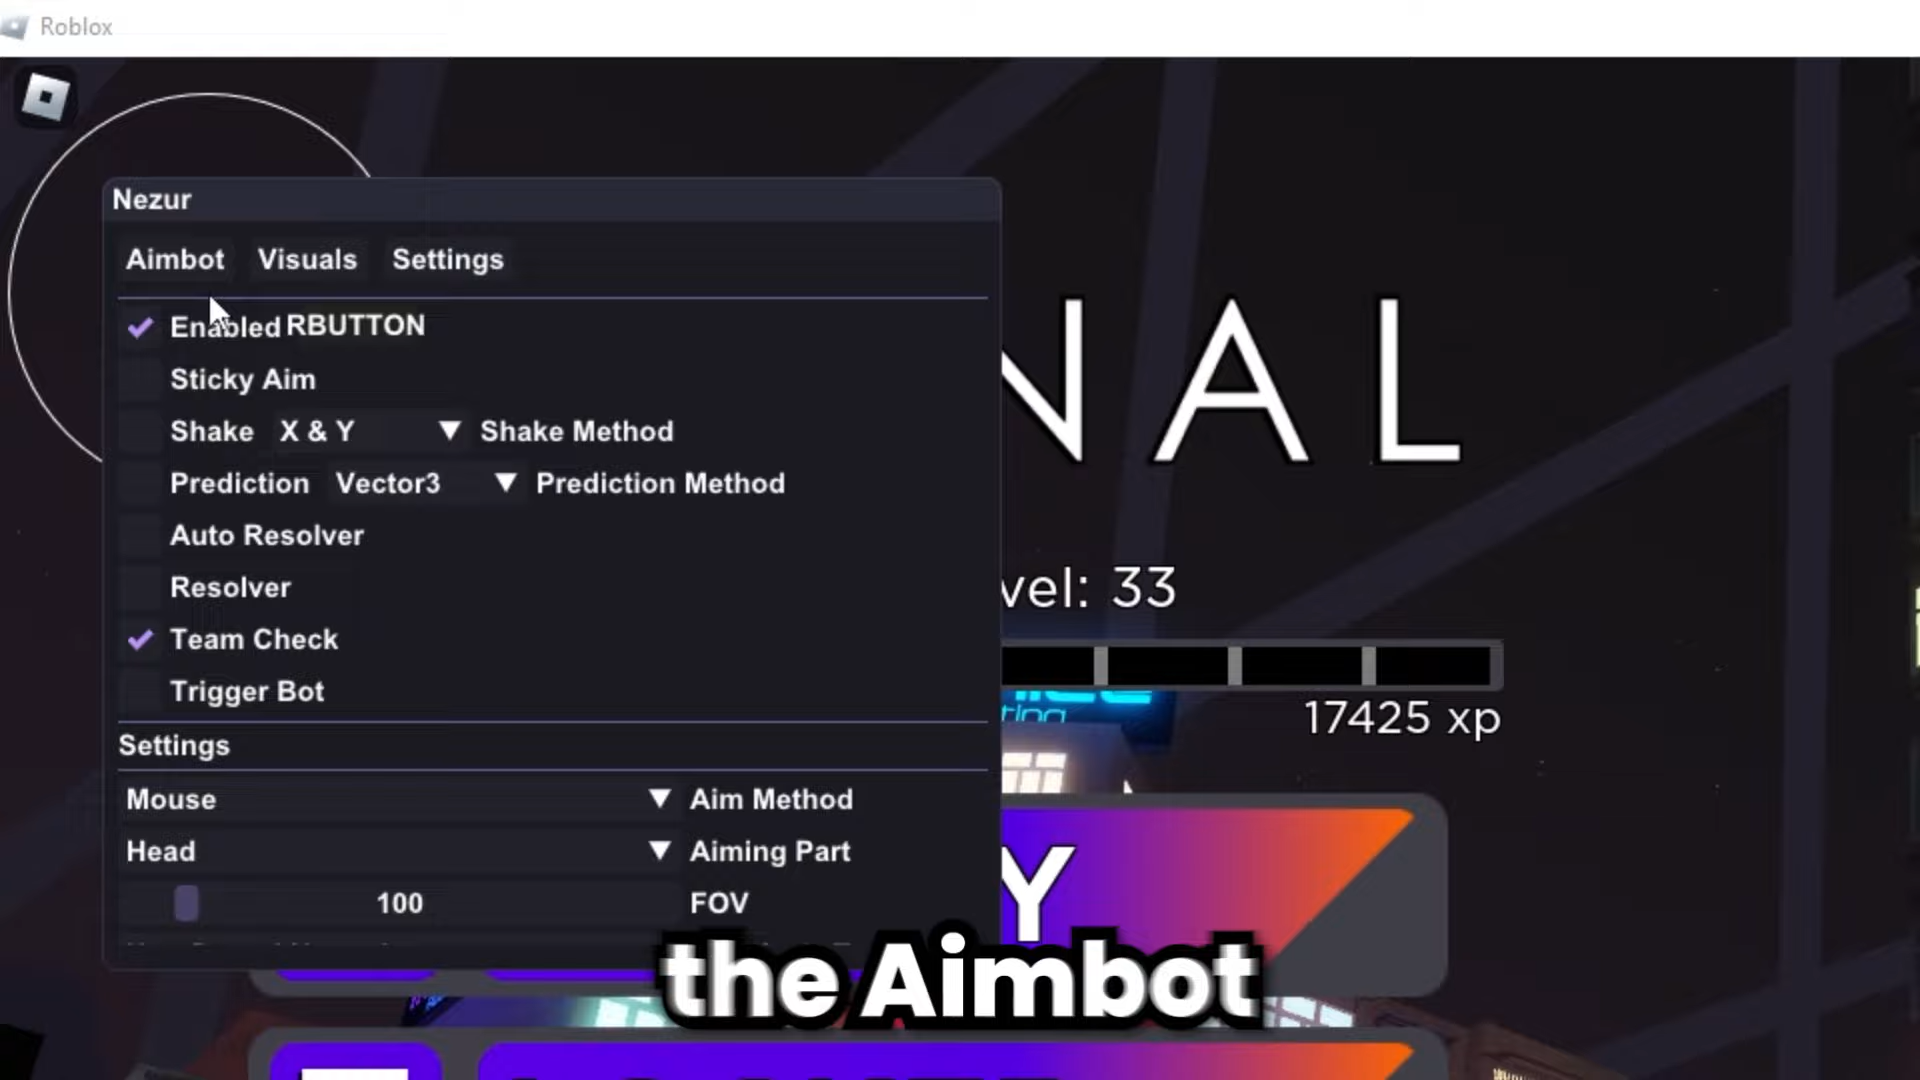 Roblox
Nezur
Aimbot Visuals Settings
Enabled RBUTTON
Sticky Aim
Shake X & Y Shake Method
Prediction Vector3 Prediction Method
Auto Resolver
Resolver
Team Check
Trigger Bot
Settings
Mouse Aim Method
Head Aiming Part
100 FOV
NAL
vel: 33
17425 xp
Y
the Aimbot